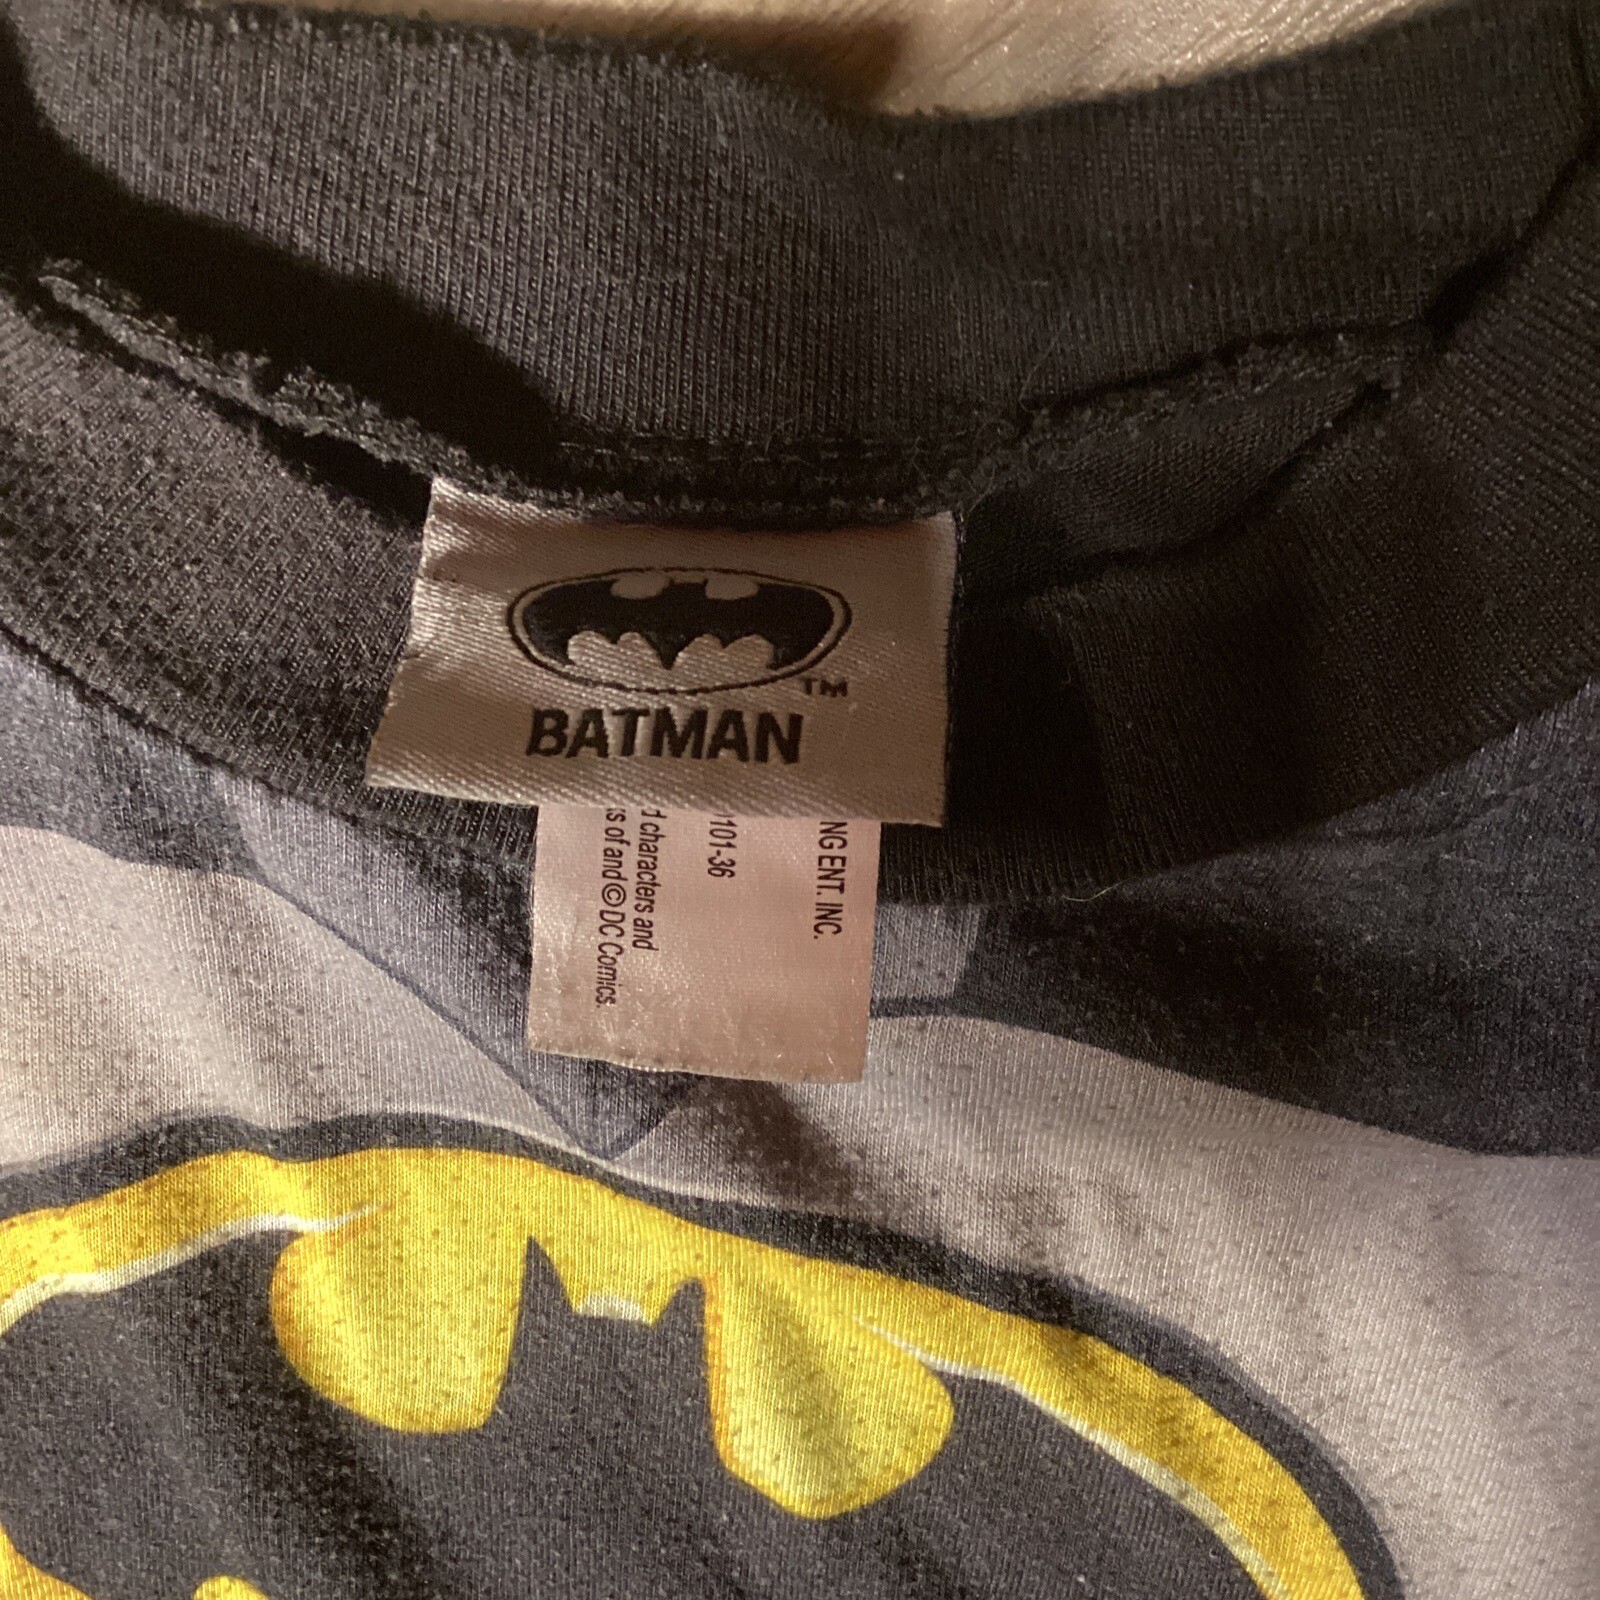 TM
BATMAN
NG ENT. INC.
101-36
d characters and
s of and © DC Comics.